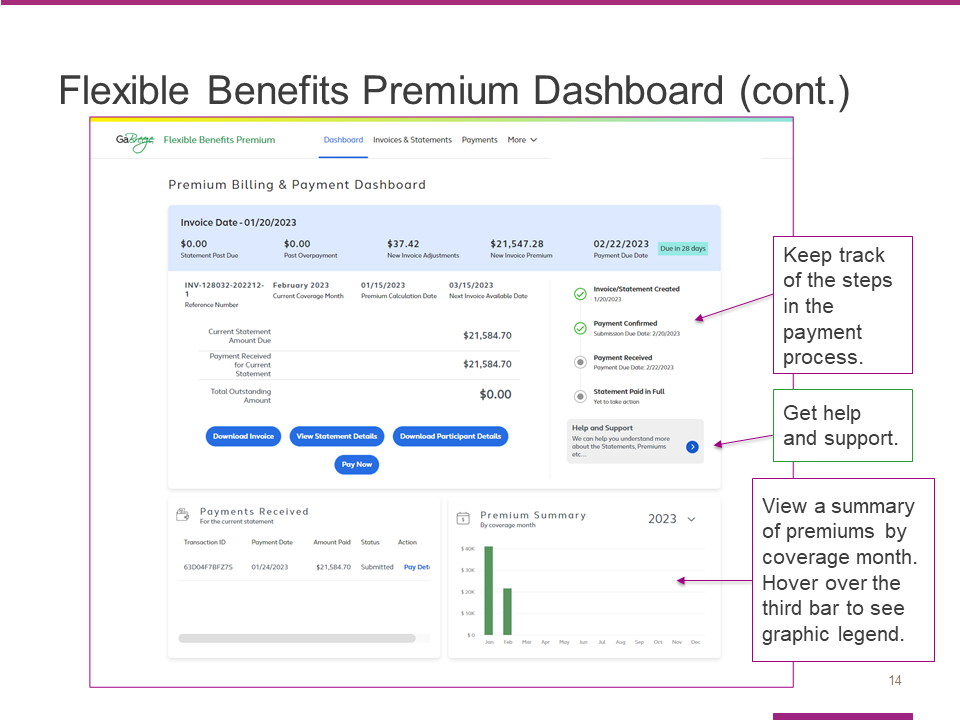 Flexible Benefits Premium Dashboard (cont.)
GaBreeze Flexible Benefits Premium Dashboard Invoices & Statements Payments More
Premium Billing & Payment Dashboard
Invoice Date - 01/20/2023
$0.00 $0.00 $37.42 $21,547.28 02/22/2023 Due in 28 days
Statement Past Due Past Overpayment New Invoice Adjustments New Invoice Premium Payment Due Date
INV-128032-202212- February 2023 01/15/2023 03/15/2023
1 Current Coverage Month Premium Calculation Date Next Invoice Available Date
Reference Number
Current Statement
Amount Due
$21,584.70
Payment Received
for Current
Statement
$21,584.70
Total Outstanding
Amount
$0.00
Download Invoice View Statement Details Download Participant Details
Pay Now
Invoice/Statement Created
1/20/2023
Payment Confirmed
Submission Due Date: 2/20/2023
Payment Received
Payment Due Date: 2/22/2023
Statement Paid in Full
Yet to take action
Help and Support
We can help you understand more
about the Statements, Premiums
etc...
Keep track
of the steps
in the
payment
process.
Get help
and support.
Payments Received
For the current statement
Transaction ID Payment Date Amount Paid Status Action
63D04F7BFZ75 01/24/2023 $21,584.70 Submitted Pay Det
Premium Summary
By coverage month
2023
$ 40K
$ 30K
$ 20K
$ 10K
$ 0
Jan Feb Mar Apr May Jun Jul Aug Sep Oct Nov Dec
View a summary
of premiums by
coverage month.
Hover over the
third bar to see
graphic legend.
14